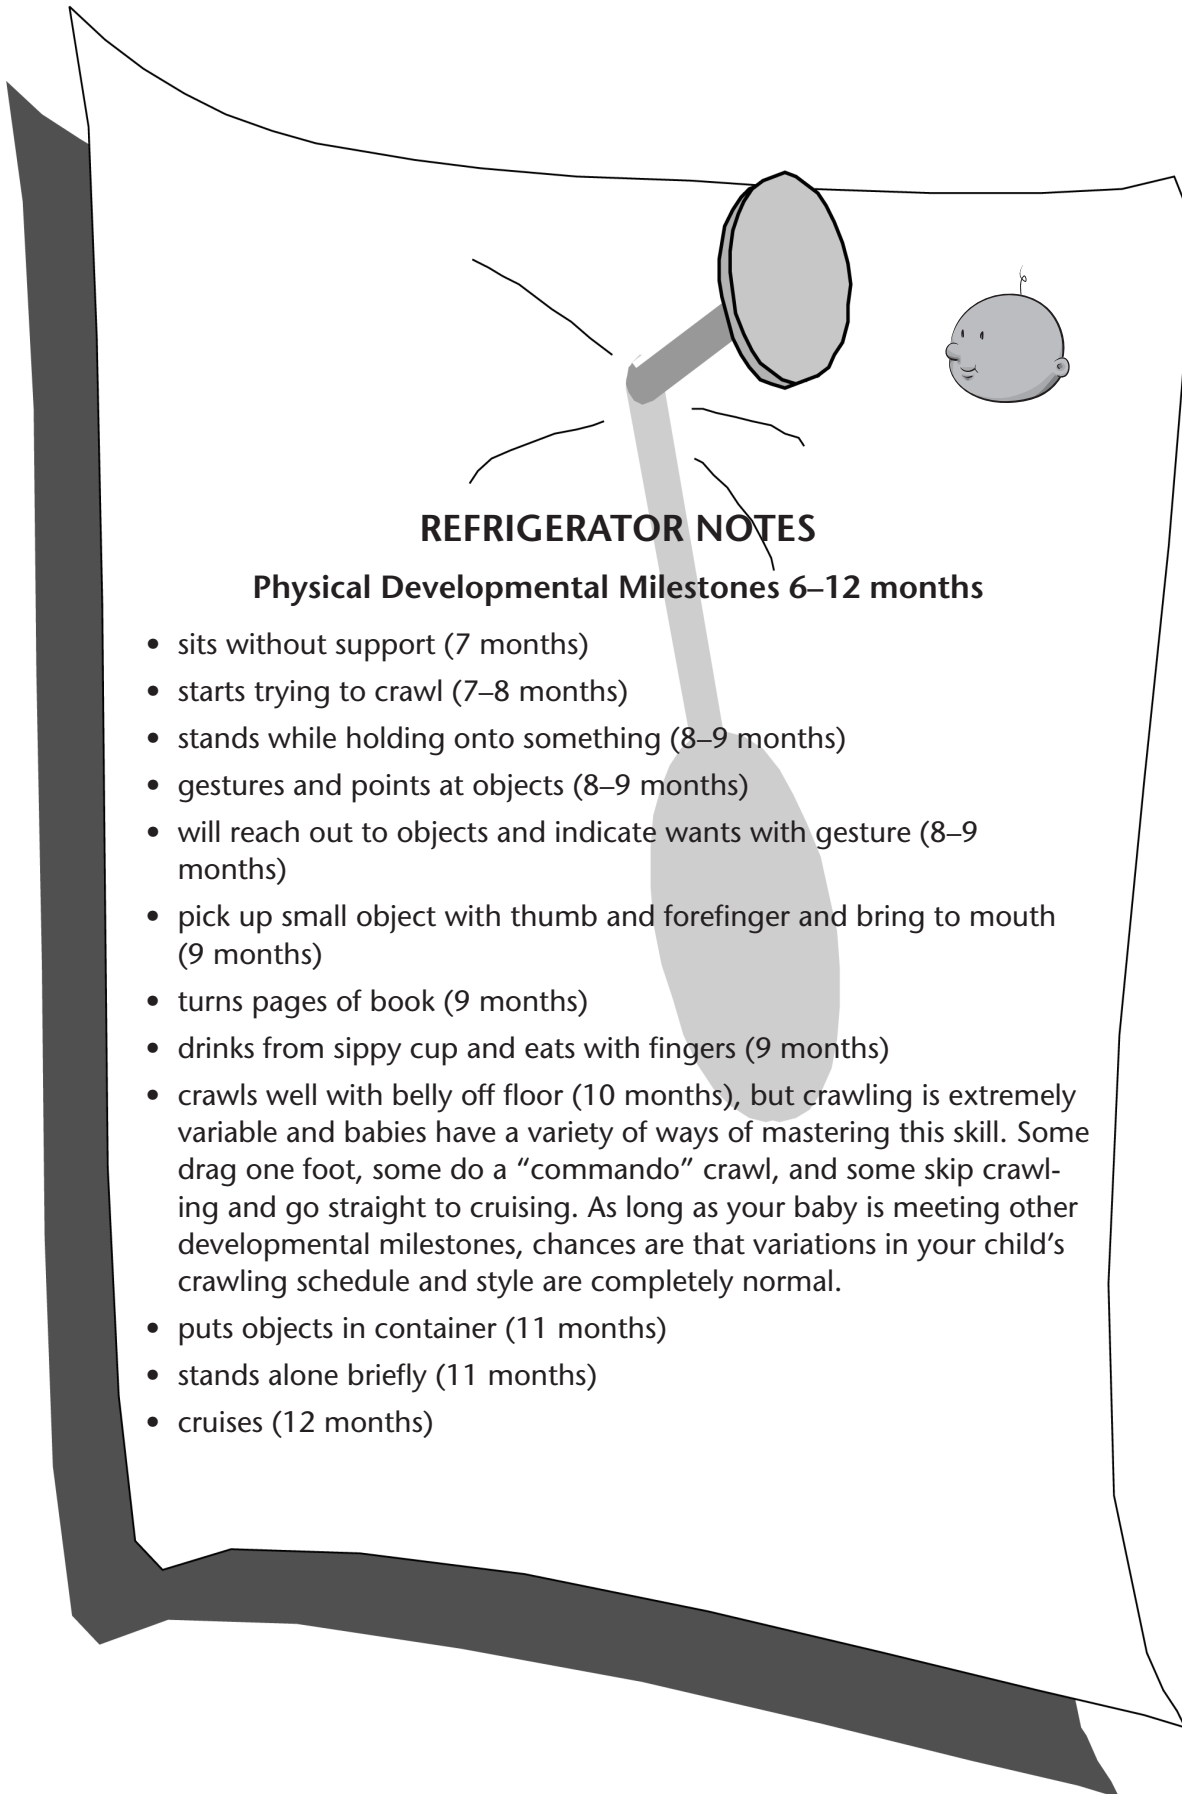 REFRIGERATOR NOTES
Physical Developmental Milestones 6–12 months
• sits without support (7 months)
• starts trying to crawl (7–8 months)
• stands while holding onto something (8–9 months)
• gestures and points at objects (8–9 months)
• will reach out to objects and indicate wants with gesture (8–9
months)
• pick up small object with thumb and forefinger and bring to mouth
(9 months)
• turns pages of book (9 months)
• drinks from sippy cup and eats with fingers (9 months)
• crawls well with belly off floor (10 months), but crawling is extremely
variable and babies have a variety of ways of mastering this skill. Some
drag one foot, some do a “commando” crawl, and some skip crawl-
ing and go straight to cruising. As long as your baby is meeting other
developmental milestones, chances are that variations in your child’s
crawling schedule and style are completely normal.
• puts objects in container (11 months)
• stands alone briefly (11 months)
• cruises (12 months)